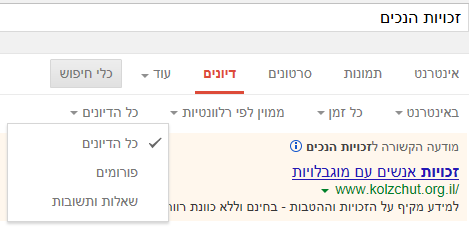 זכויות הנכים
אינטרנט תמונות סרטונים דיונים עוד כלי חיפוש
באינטרנט כל זמן ממוין לפי רלוונטיות כל הדיונים
כל הדיונים
פורומים
שאלות ותשובות
מודעה הקשורה לזכויות הנכים
זכויות אנשים עם מוגבלויות
www.kolzchut.org.il/
למידע מקיף על הזכויות וההטבות - בחינם וללא כוונת רווח